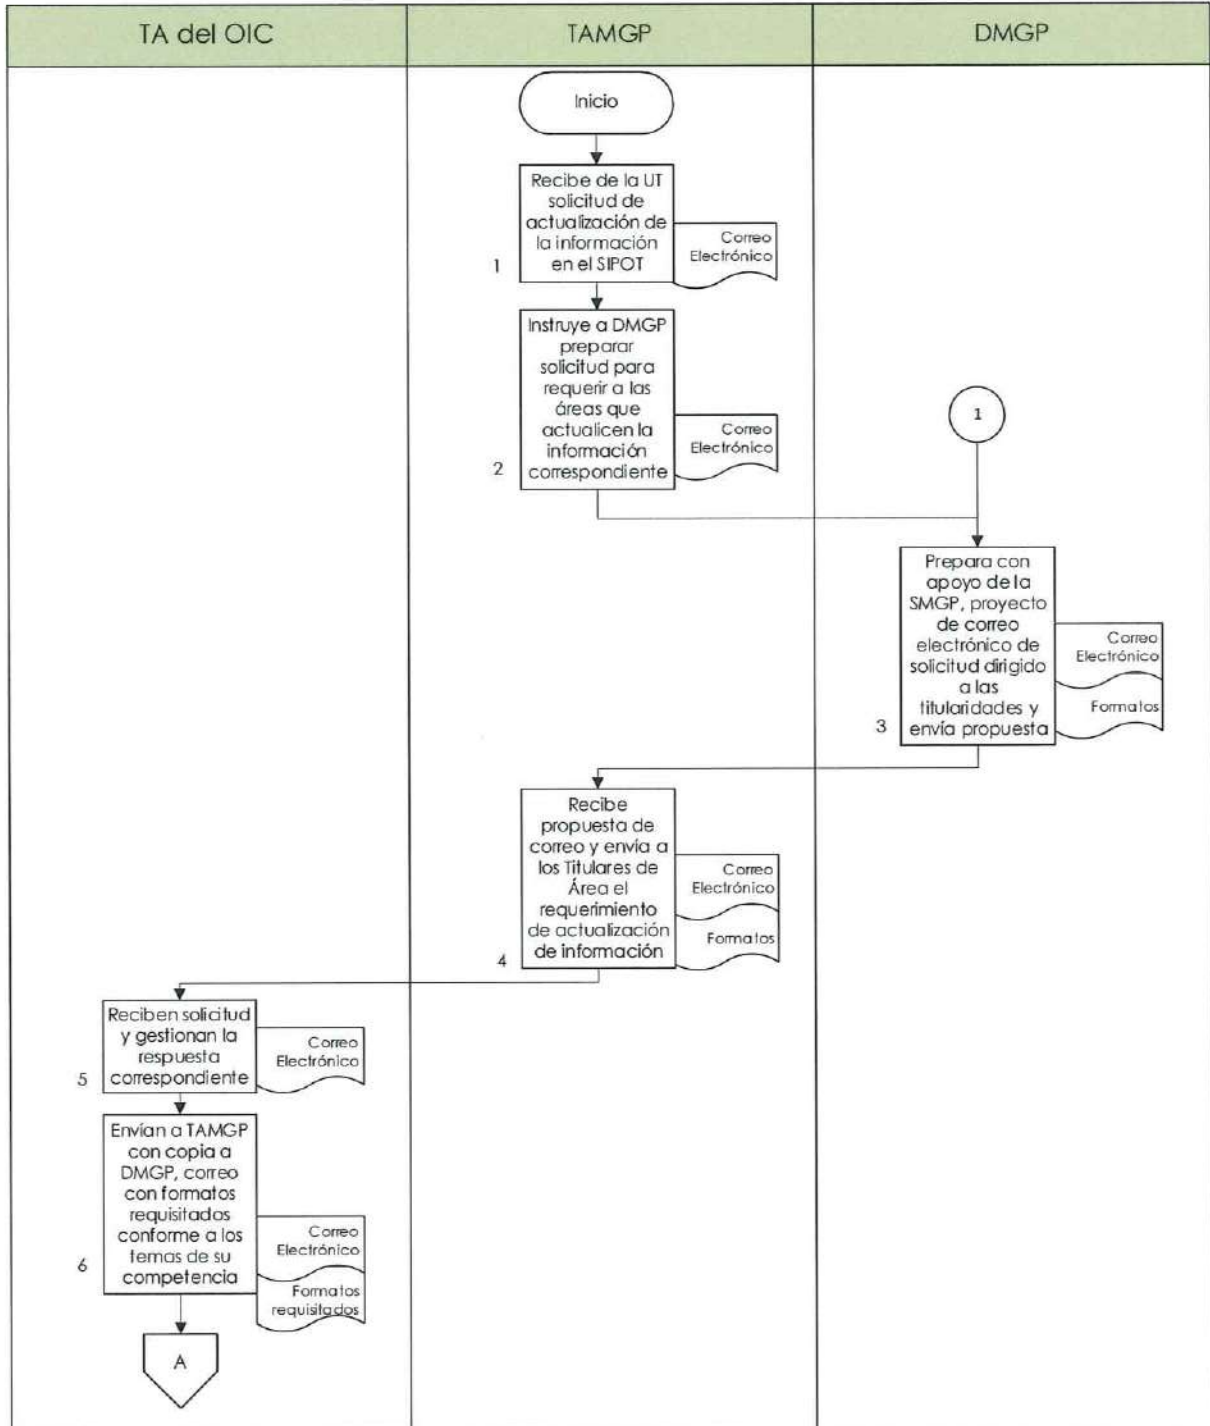 TA del OIC
TAMGP
DMGP
Inicio
Recibe de la UT
solicitud de
actualización de
la información
en el SIPOT
1
Correo
Electrónico
Instruye a DMGP
preparar
solicitud para
requerir a las
áreas que
actualicen la
información
correspondiente
2
Correo
Electrónico
1
Prepara con
apoyo de la
SMGP, proyecto
de correo
electrónico de
solicitud dirigido
a las
titularidades y
envía propuesta
3
Correo
Electrónico
Formatos
Recibe
propuesta de
correo y envía a
los Titulares de
Área el
requerimiento
de actualización
de información
4
Correo
Electrónico
Formatos
Reciben solicitud
y gestionan la
respuesta
correspondiente
5
Correo
Electrónico
Envían a TAMGP
con copia a
DMGP, correo
con formatos
requisitados
conforme a los
temas de su
competencia
6
Correo
Electrónico
Formatos
requisitados
A